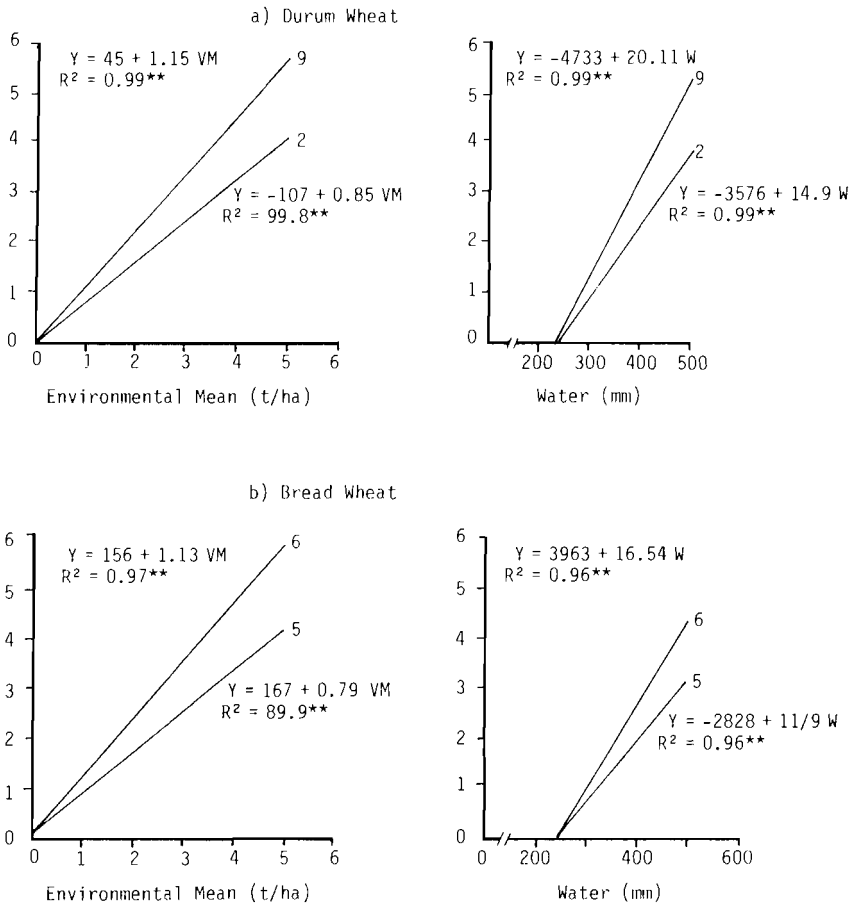 a) Durum Wheat
6
5
4
3
2
1
0
Y = 45 + 1.15 VM
R² = 0.99**
9
2
Y = -107 + 0.85 VM
R² = 99.8**
0 1 2 3 4 5 6
Environmental Mean (t/ha)
6
5
4
3
2
1
0
Y = -4733 + 20.11 W
R² = 0.99**
9
2
Y = -3576 + 14.9 W
R² = 0.99**
200 300 400 500
Water (mm)
b) Bread Wheat
6
5
4
3
2
1
0
Y = 156 + 1.13 VM
R² = 0.97**
6
5
Y = 167 + 0.79 VM
R² = 89.9**
0 1 2 3 4 5 6
Environmental Mean (t/ha)
6
5
4
3
2
1
0
Y = 3963 + 16.54 W
R² = 0.96**
6
5
Y = -2828 + 11/9 W
R² = 0.96**
0 200 400 600
Water (mm)